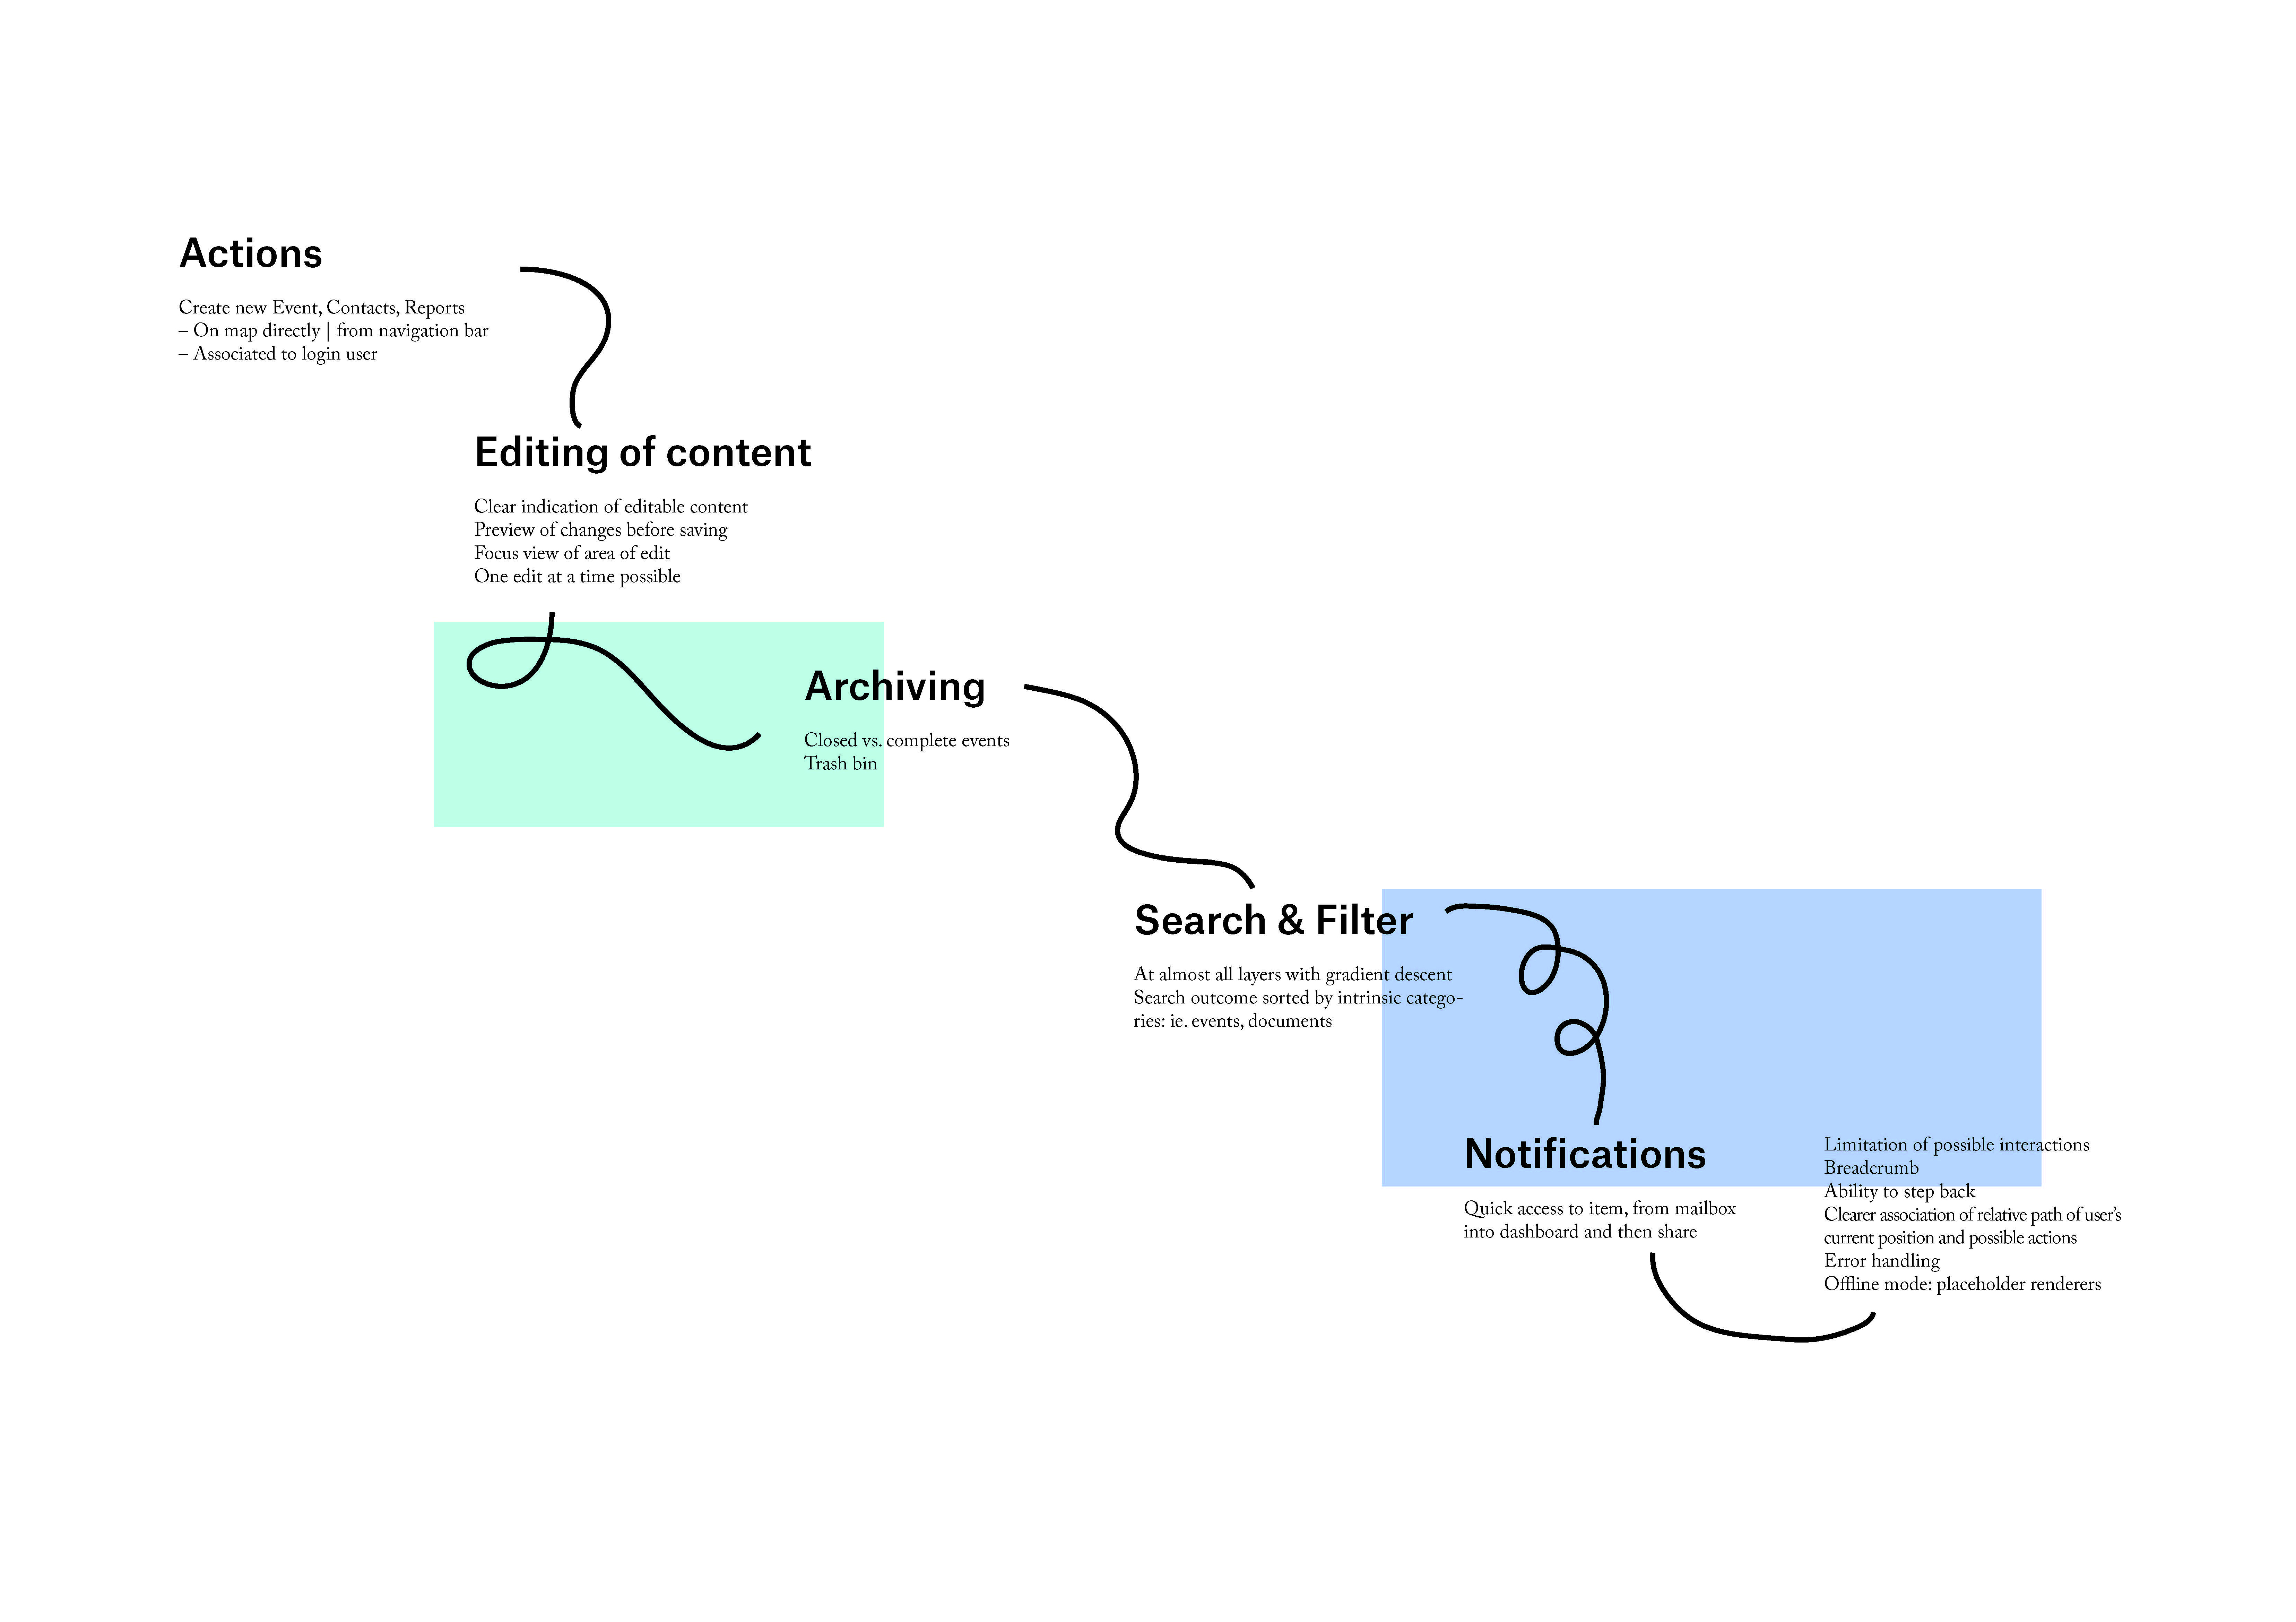 Actions
Create new Event, Contacts, Reports
– On map directly | from navigation bar
– Associated to login user
Editing of content
Clear indication of editable content
Preview of changes before saving
Focus view of area of edit
One edit at a time possible
Archiving
Closed vs. complete events
Trash bin
Search & Filter
At almost all layers with gradient descent
Search outcome sorted by intrinsic catego-
ries: ie. events, documents
Notifications
Quick access to item, from mailbox
into dashboard and then share
Limitation of possible interactions
Breadcrumb
Ability to step back
Clearer association of relative path of user’s
current position and possible actions
Error handling
Offline mode: placeholder renderers